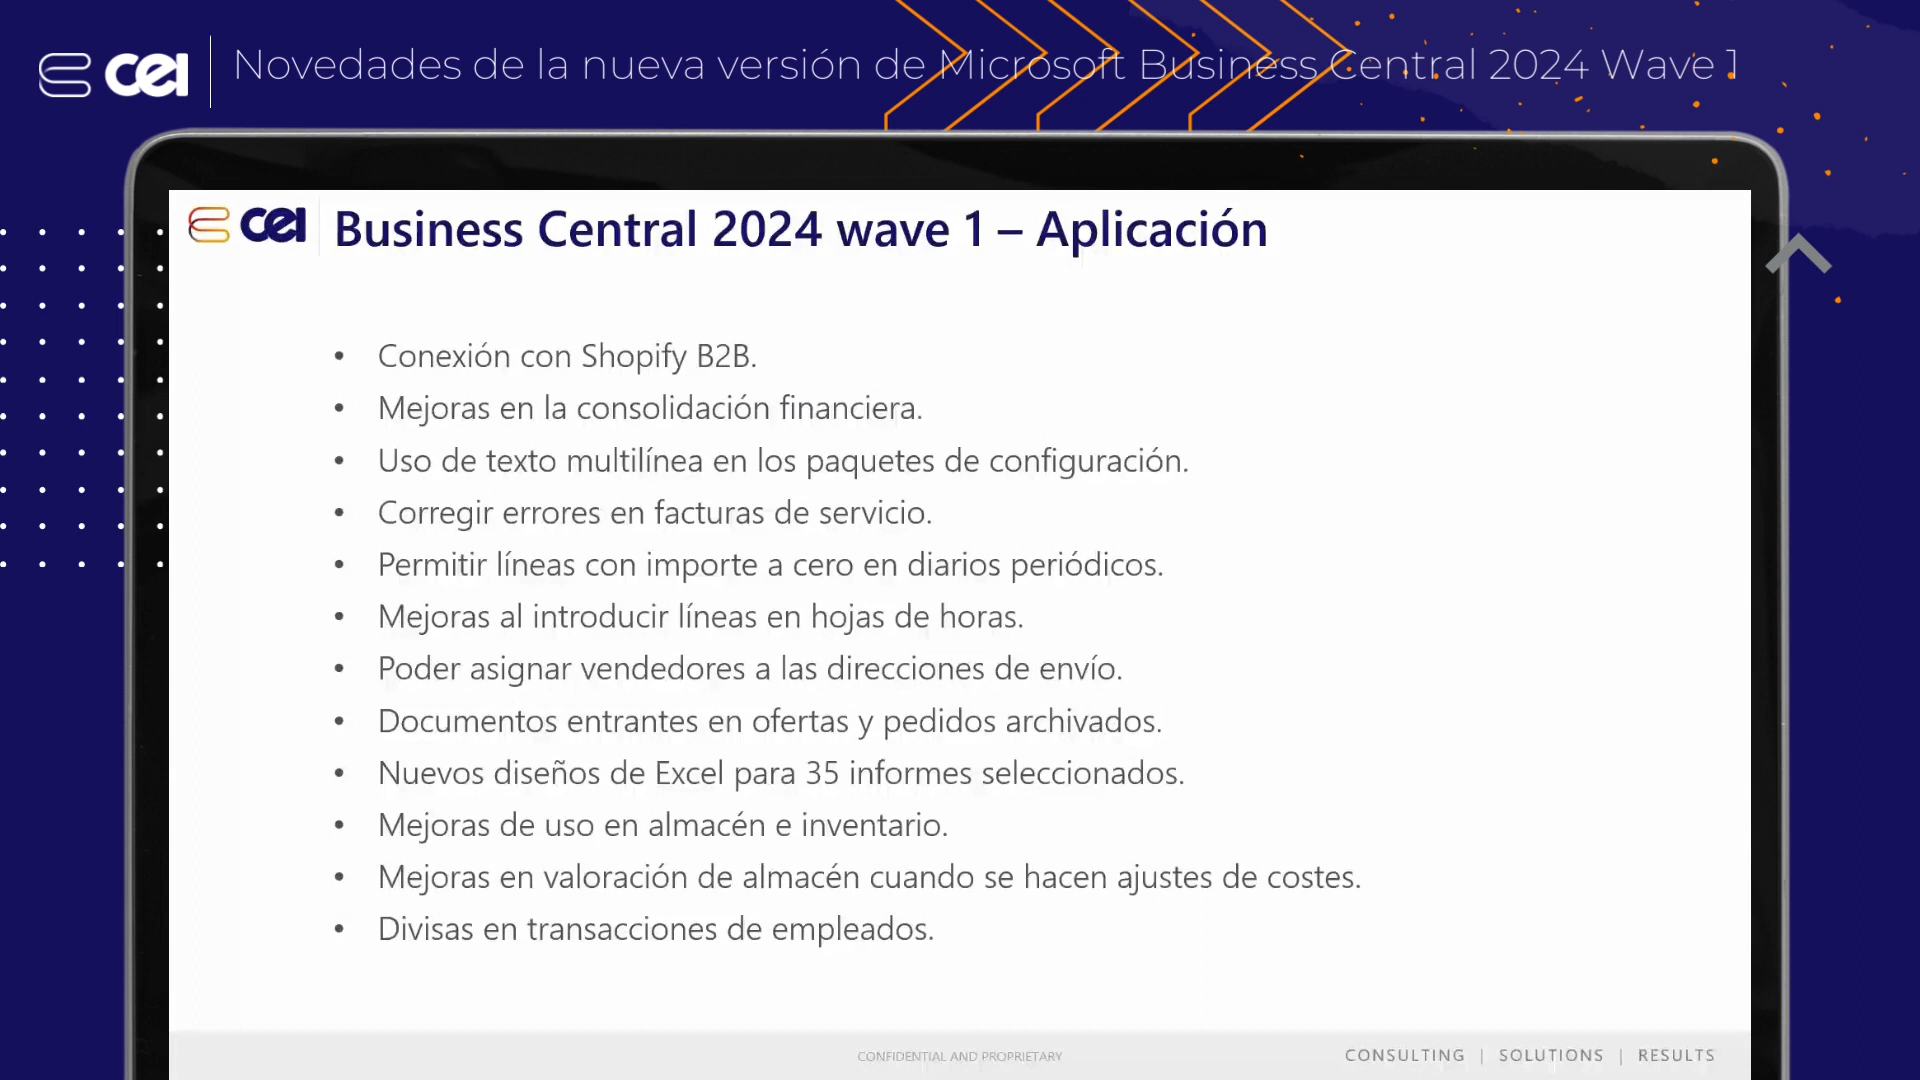 cei
Novedades de la nueva versión de Microsoft Business Central 2024 Wave 1
cei
Business Central 2024 wave 1 – Aplicación
• Conexión con Shopify B2B.
• Mejoras en la consolidación financiera.
• Uso de texto multilínea en los paquetes de configuración.
• Corregir errores en facturas de servicio.
• Permitir líneas con importe a cero en diarios periódicos.
• Mejoras al introducir líneas en hojas de horas.
• Poder asignar vendedores a las direcciones de envío.
• Documentos entrantes en ofertas y pedidos archivados.
• Nuevos diseños de Excel para 35 informes seleccionados.
• Mejoras de uso en almacén e inventario.
• Mejoras en valoración de almacén cuando se hacen ajustes de costes.
• Divisas en transacciones de empleados.
CONFIDENTIAL AND PROPRIETARY
CONSULTING | SOLUTIONS | RESULTS